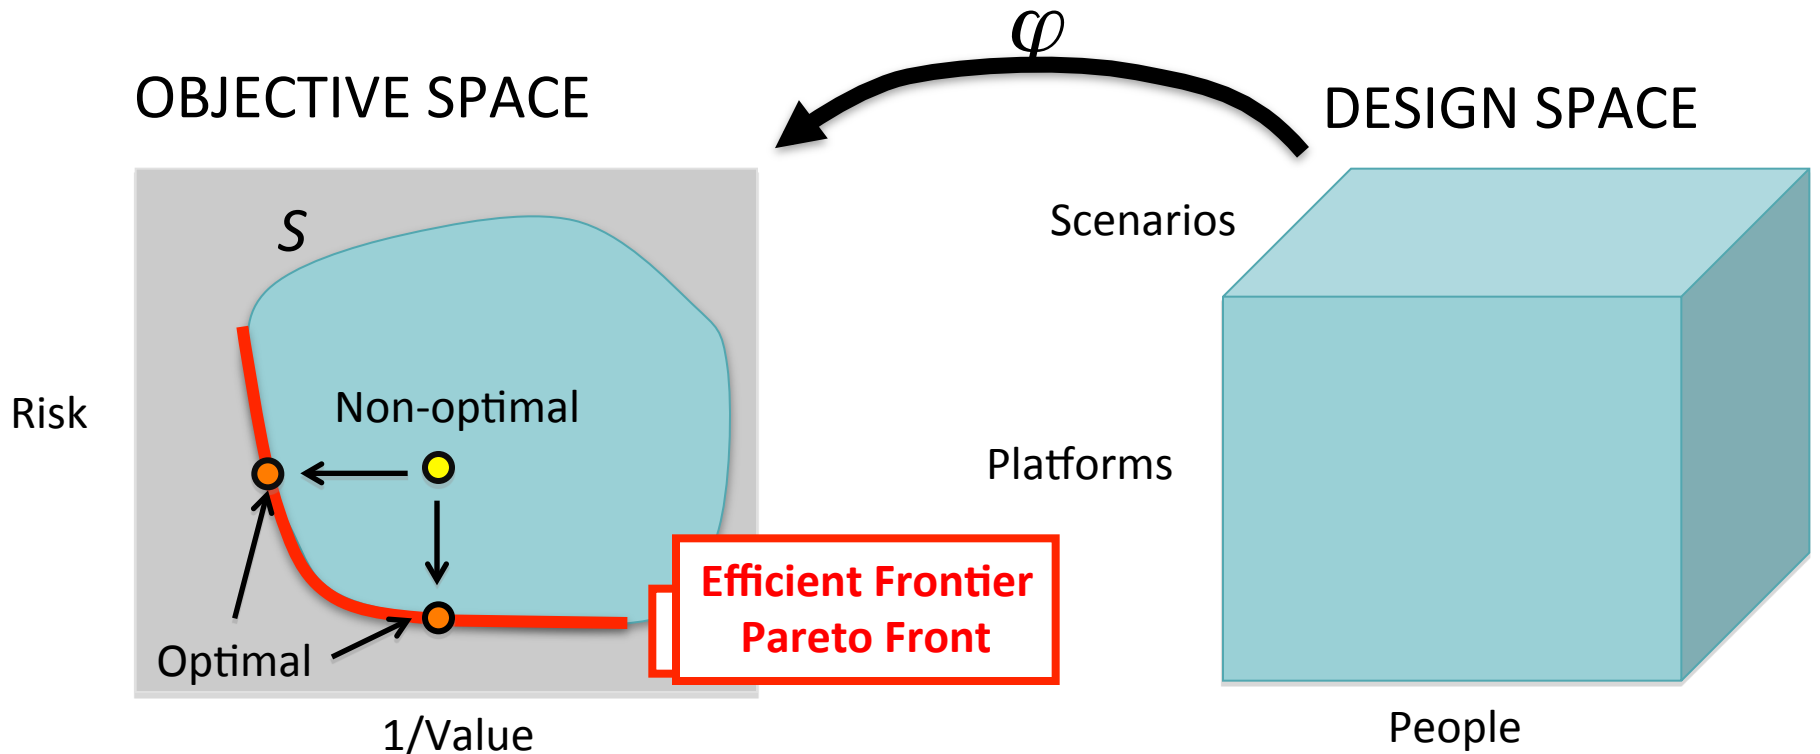 φ
OBJECTIVE SPACE
DESIGN SPACE
S
Scenarios
Risk
Non-optimal
Platforms
Efficient Frontier
Pareto Front
Optimal
1/Value
People